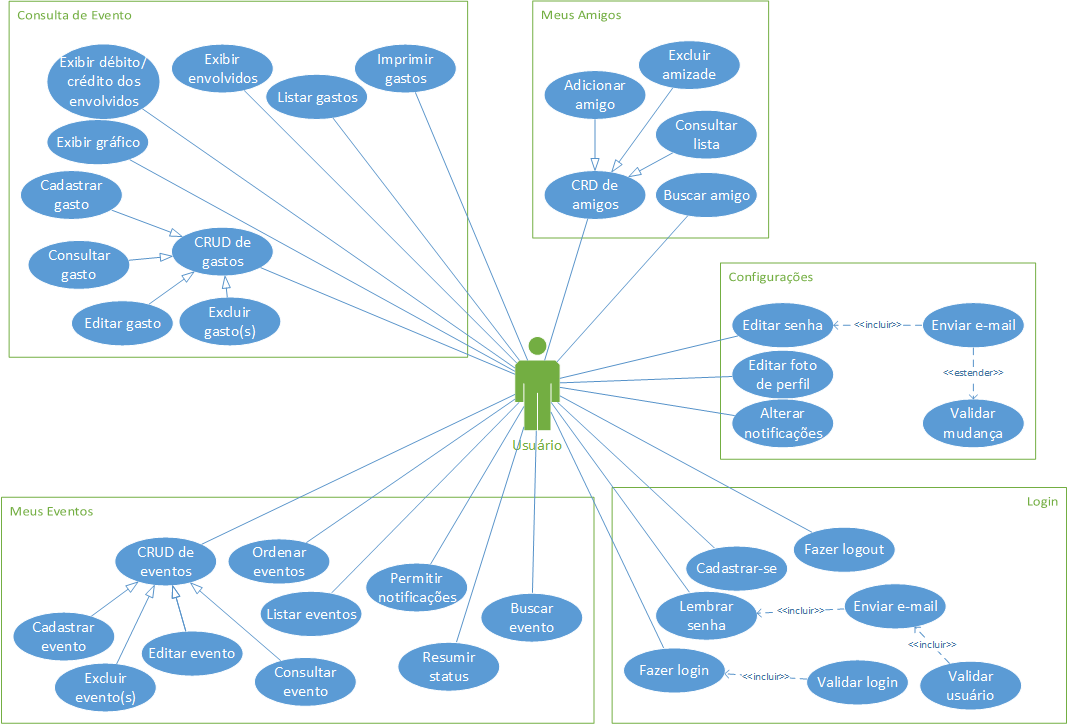 Consulta de Evento
Exibir débito/
crédito dos
envolvidos
Exibir
envolvidos
Listar gastos
Imprimir
gastos
Exibir gráfico
Cadastrar
gasto
Consultar
gasto
CRUD de
gastos
Editar gasto
Excluir
gasto(s)
Meus Amigos
Adicionar
amigo
Excluir
amizade
Consultar
lista
CRD de
amigos
Buscar amigo
Configurações
Editar senha
<<incluir>>
Enviar e-mail
Editar foto
de perfil
<<estender>>
Alterar
notificações
Validar
mudança
Usuário
Meus Eventos
CRUD de
eventos
Ordenar
eventos
Listar eventos
Permitir
notificações
Buscar
evento
Cadastrar
evento
Editar evento
Excluir
evento(s)
Consultar
evento
Resumir
status
Login
Fazer logout
Cadastrar-se
Lembrar
senha
<<incluir>>
Enviar e-mail
<<incluir>>
Fazer login
<<incluir>>
Validar login
Validar
usuário